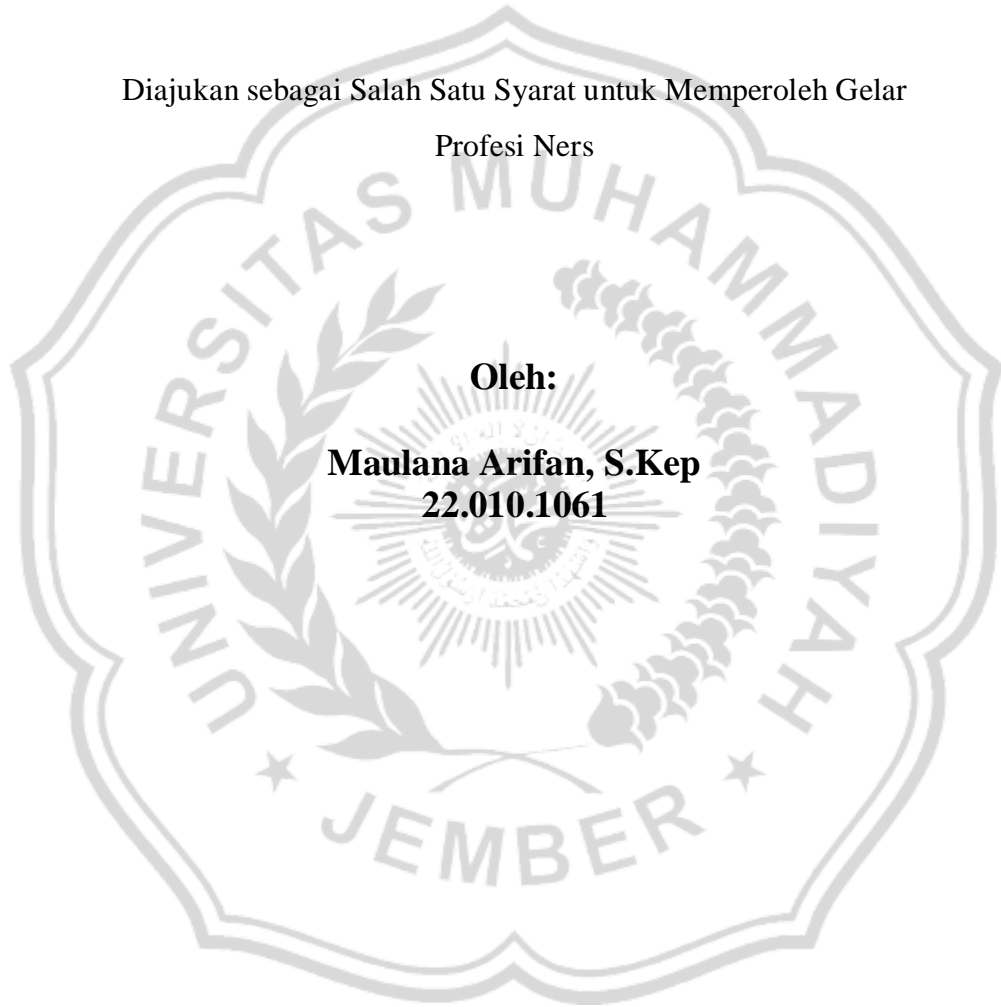 Diajukan sebagai Salah Satu Syarat untuk Memperoleh Gelar
Profesi Ners
UNIVERSITAS MUHAMMADIYAH
Oleh:
Maulana Arifan, S.Kep
22.010.1061
JEMBER